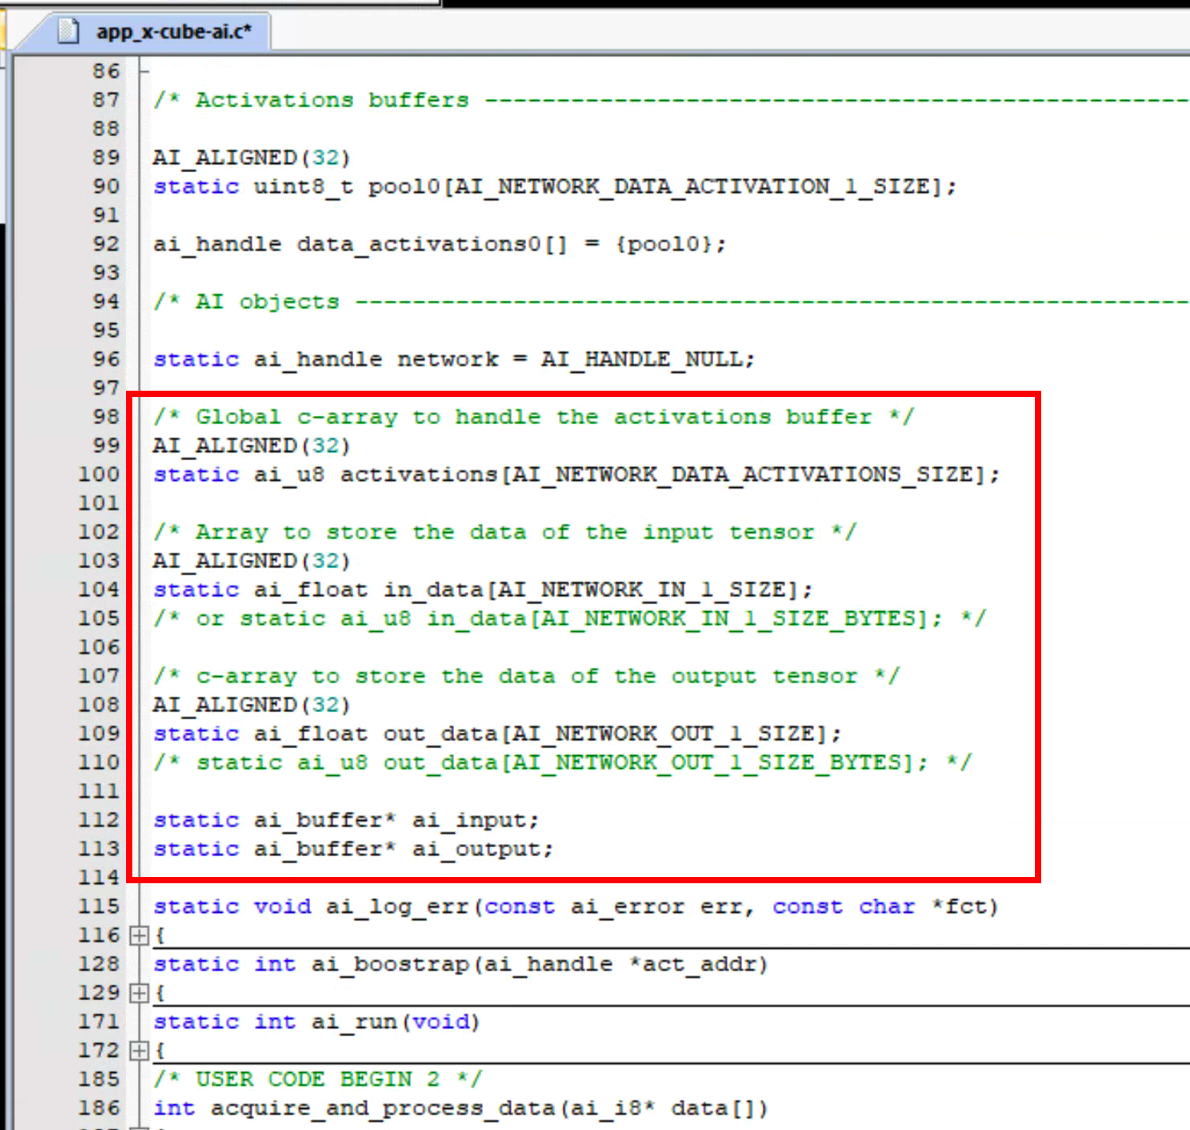 app_x-cube-ai.c*
86
87 /* Activations buffers -------------------------------------------------
88
89 AI_ALIGNED(32)
90 static uint8_t pool0[AI_NETWORK_DATA_ACTIVATION_1_SIZE];
91
92 ai_handle data_activations0[] = {pool0};
93
94 /* AI objects ----------------------------------------------------------
95
96 static ai_handle network = AI_HANDLE_NULL;
97
98 /* Global c-array to handle the activations buffer */
99 AI_ALIGNED(32)
100 static ai_u8 activations[AI_NETWORK_DATA_ACTIVATIONS_SIZE];
101
102 /* Array to store the data of the input tensor */
103 AI_ALIGNED(32)
104 static ai_float in_data[AI_NETWORK_IN_1_SIZE];
105 /* or static ai_u8 in_data[AI_NETWORK_IN_1_SIZE_BYTES]; */
106
107 /* c-array to store the data of the output tensor */
108 AI_ALIGNED(32)
109 static ai_float out_data[AI_NETWORK_OUT_1_SIZE];
110 /* static ai_u8 out_data[AI_NETWORK_OUT_1_SIZE_BYTES]; */
111
112 static ai_buffer* ai_input;
113 static ai_buffer* ai_output;
114
115 static void ai_log_err(const ai_error err, const char *fct)
116 {
128 static int ai_boostrap(ai_handle *act_addr)
129 {
171 static int ai_run(void)
172 {
185 /* USER CODE BEGIN 2 */
186 int acquire_and_process_data(ai_i8* data[])